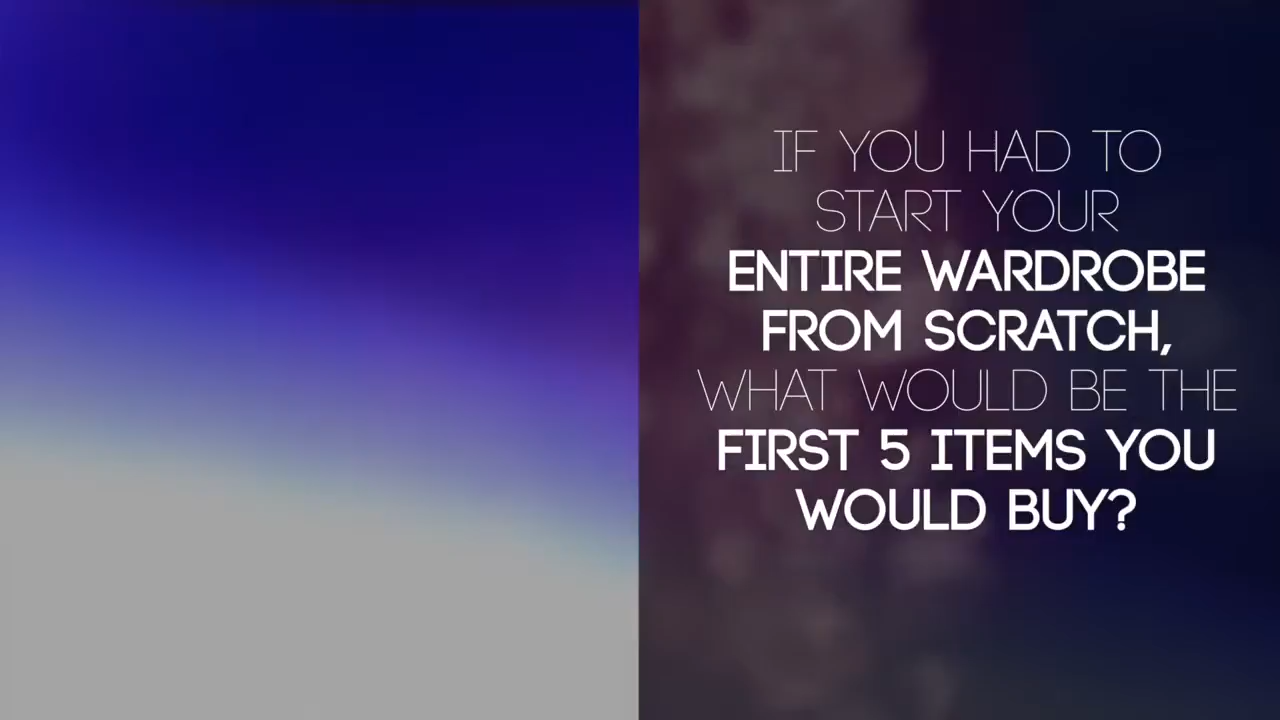 IF YOU HAD TO
START YOUR
ENTIRE WARDROBE
FROM SCRATCH,
WHAT WOULD BE THE
FIRST 5 ITEMS YOU
WOULD BUY?